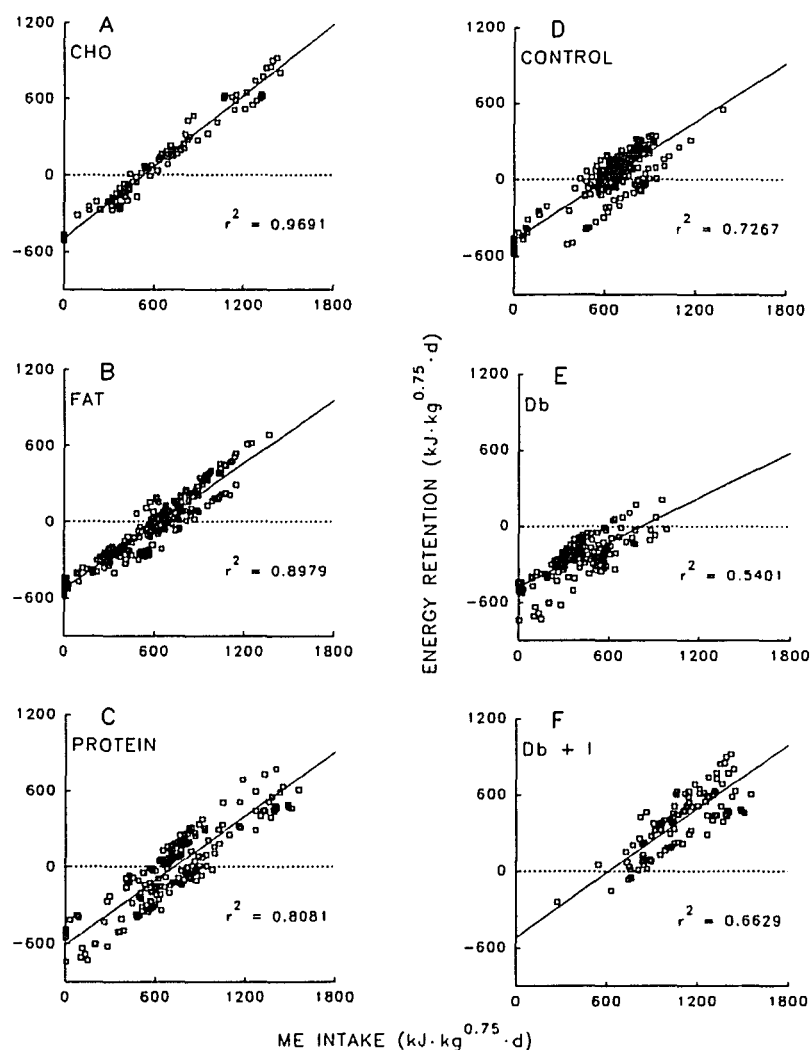 A
CHO
1200
600
0
-600
r² = 0.9691
0 600 1200 1800
B
FAT
1200
600
0
-600
r² = 0.8979
0 600 1200 1800
C
PROTEIN
1200
600
0
-600
r² = 0.8081
0 600 1200 1800
D
CONTROL
1200
600
0
-600
r² = 0.7267
0 600 1200 1800
E
Db
1200
600
0
-600
r² = 0.5401
0 600 1200 1800
F
Db + I
1200
600
0
-600
r² = 0.6629
0 600 1200 1800
ENERGY RETENTION (kJ·kg^0.75·d)
ME INTAKE (kJ·kg^0.75·d)